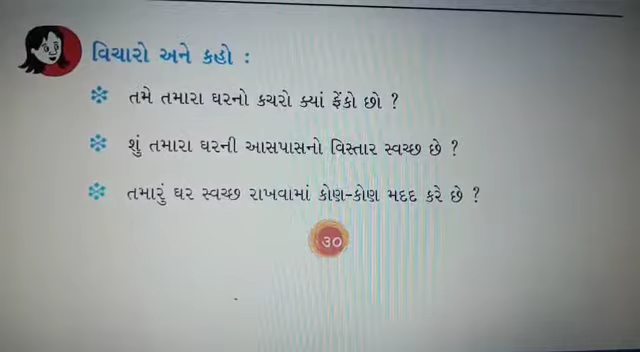 વિચારો અને કહો :
તમે તમારા ઘરનો કચરો ક્યાં ફેંકો છો ?
શું તમારા ઘરની આસપાસનો વિસ્તાર સ્વચ્છ છે ?
તમારું ઘર સ્વચ્છ રાખવામાં કોણ-કોણ મદદ કરે છે ?
૩૦